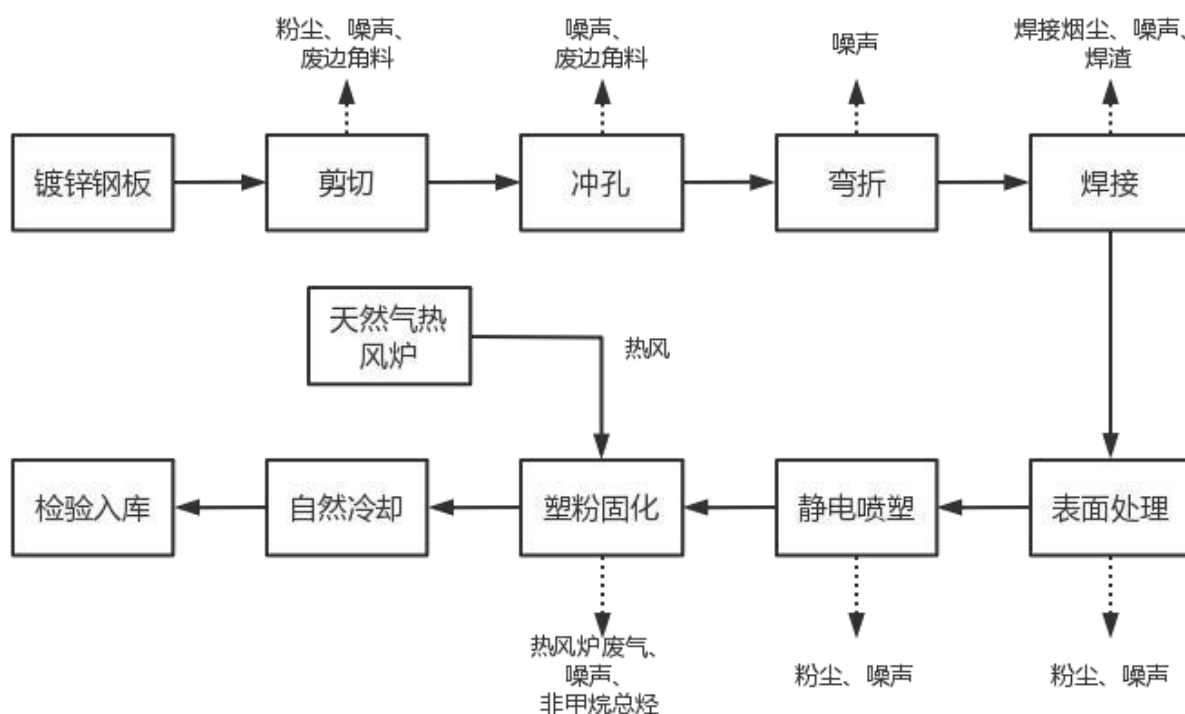 粉尘、噪声、
废边角料
噪声、
废边角料
噪声
焊接烟尘、噪声、
焊渣
镀锌钢板
剪切
冲孔
弯折
焊接
天然气热
风炉
热风
检验入库
自然冷却
塑粉固化
静电喷塑
表面处理
热风炉废气、
噪声、
非甲烷总烃
粉尘、噪声
粉尘、噪声